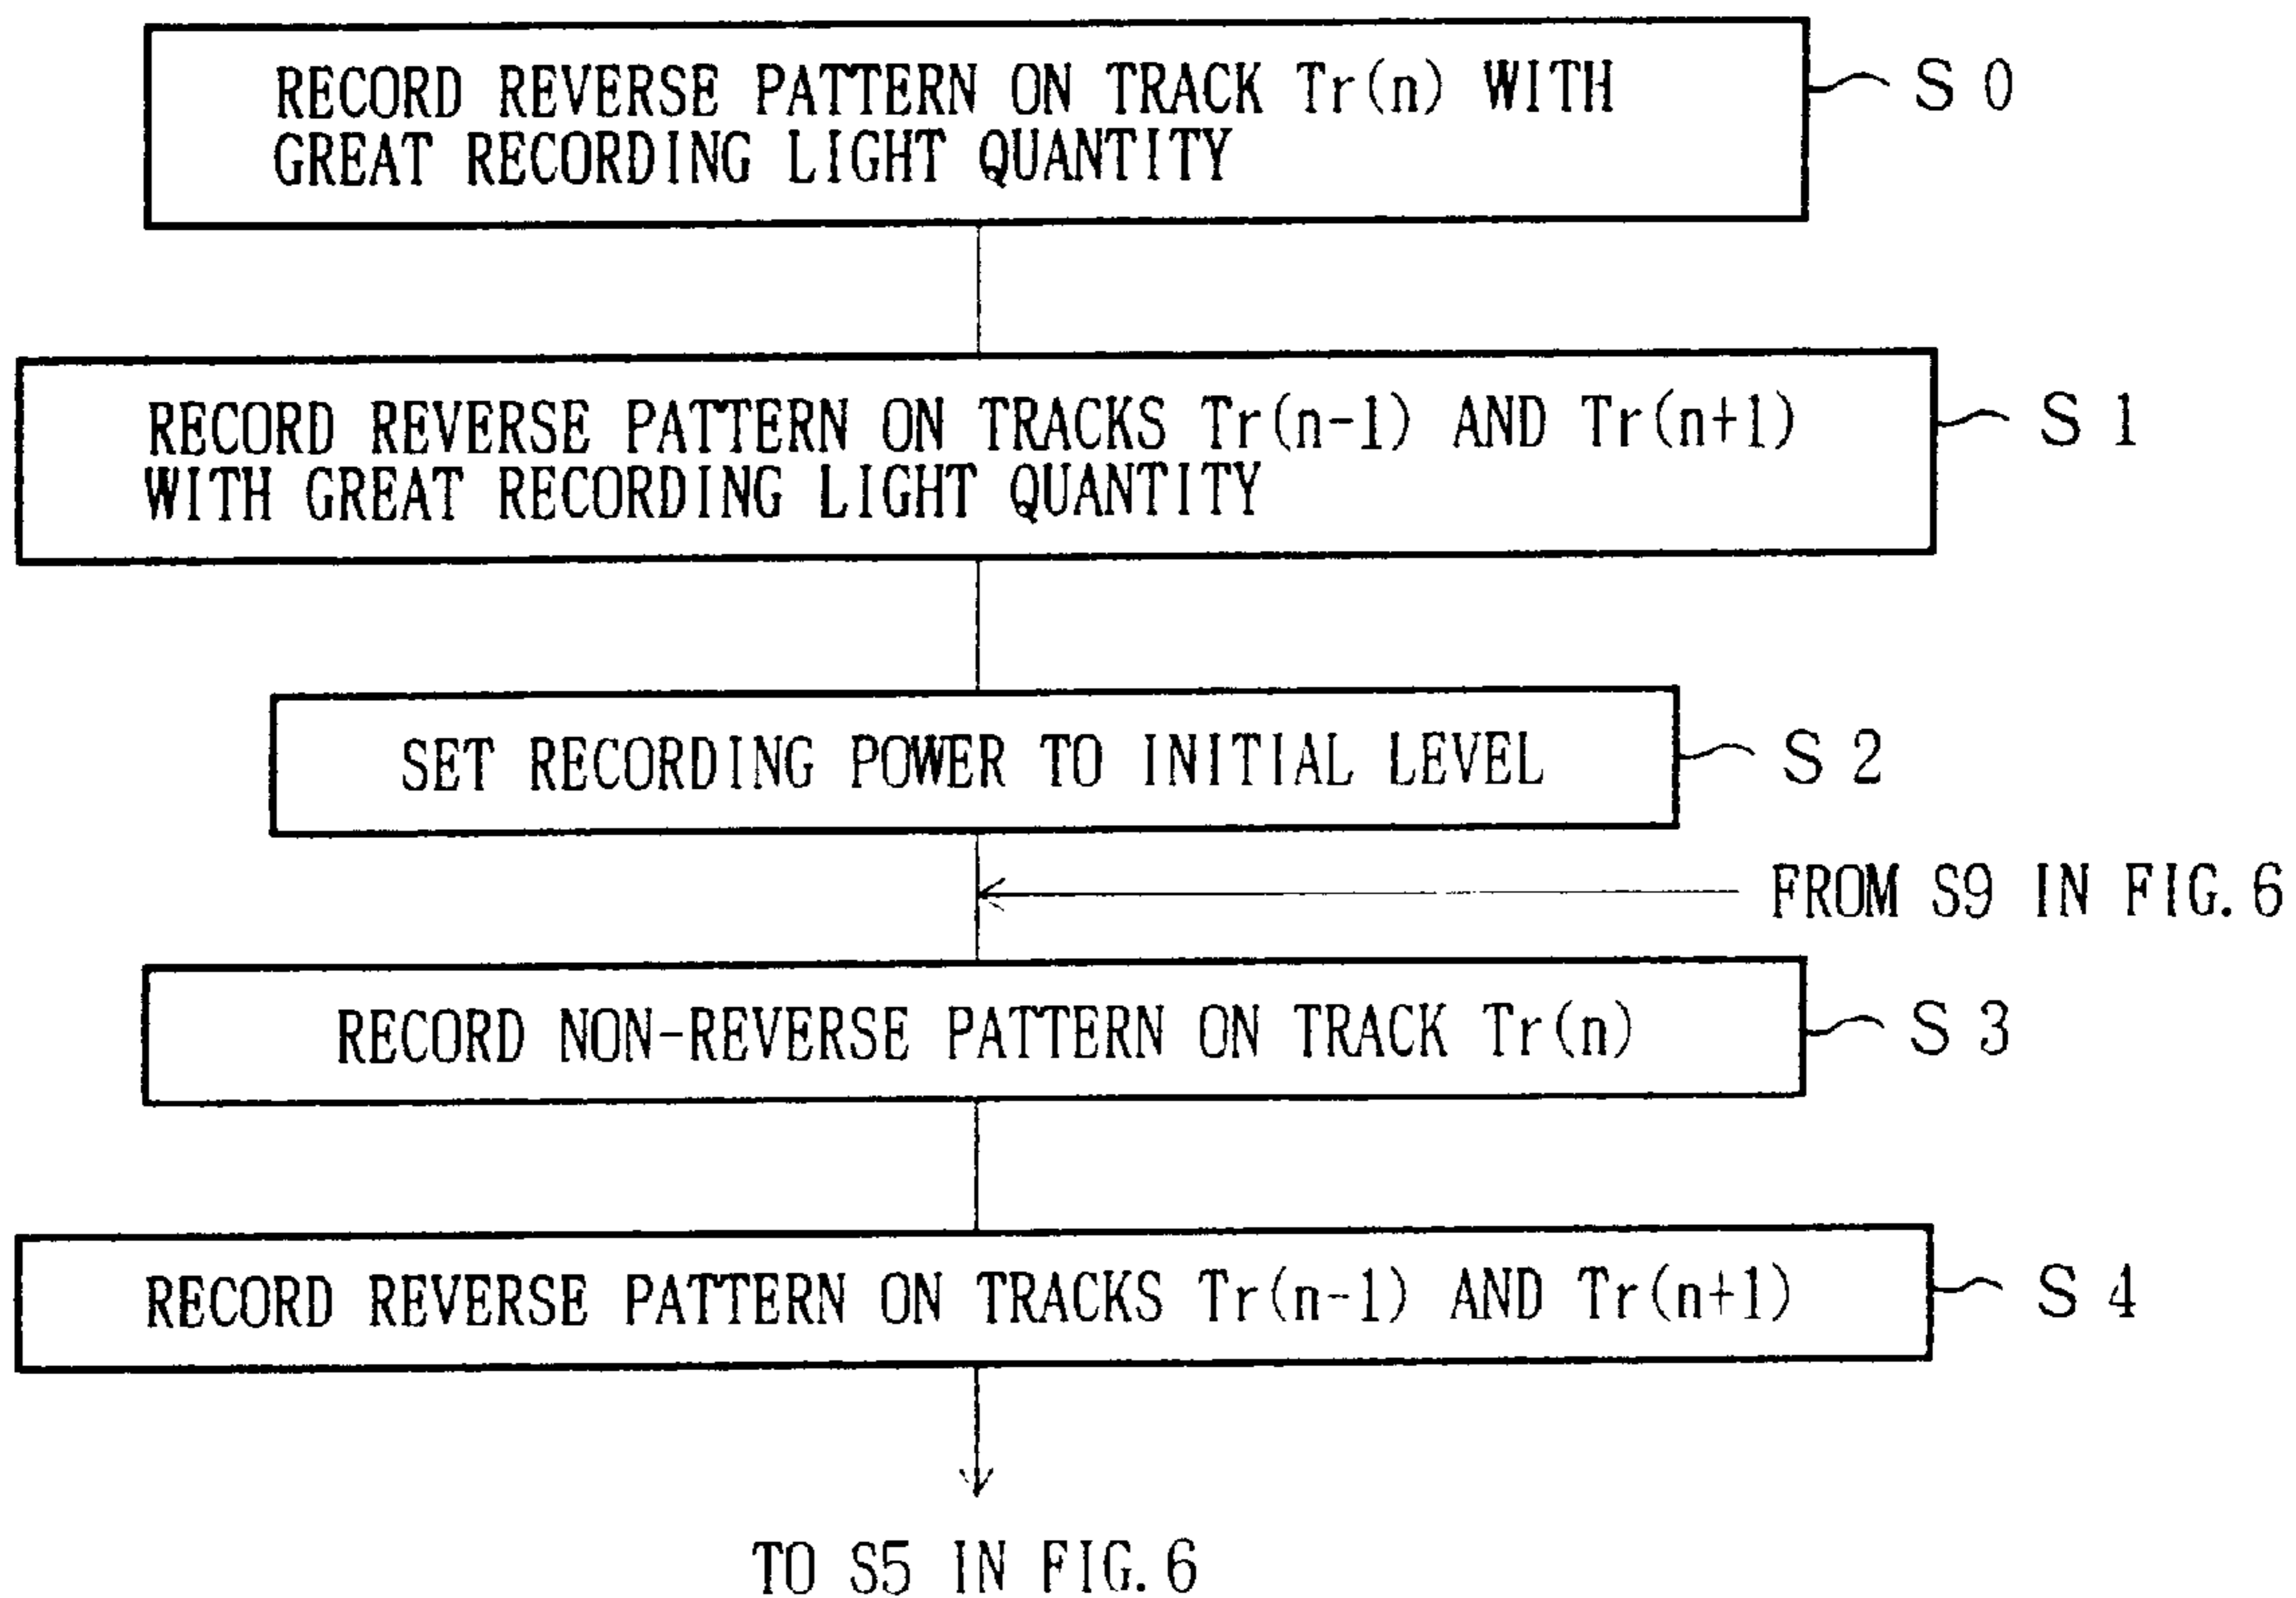 RECORD REVERSE PATTERN ON TRACK Tr(n) WITH
GREAT RECORDING LIGHT QUANTITY
S 0
RECORD REVERSE PATTERN ON TRACKS Tr(n-1) AND Tr(n+1)
WITH GREAT RECORDING LIGHT QUANTITY
S 1
SET RECORDING POWER TO INITIAL LEVEL
S 2
FROM S9 IN FIG. 6
RECORD NON-REVERSE PATTERN ON TRACK Tr(n)
S 3
RECORD REVERSE PATTERN ON TRACKS Tr(n-1) AND Tr(n+1)
S 4
TO S5 IN FIG. 6